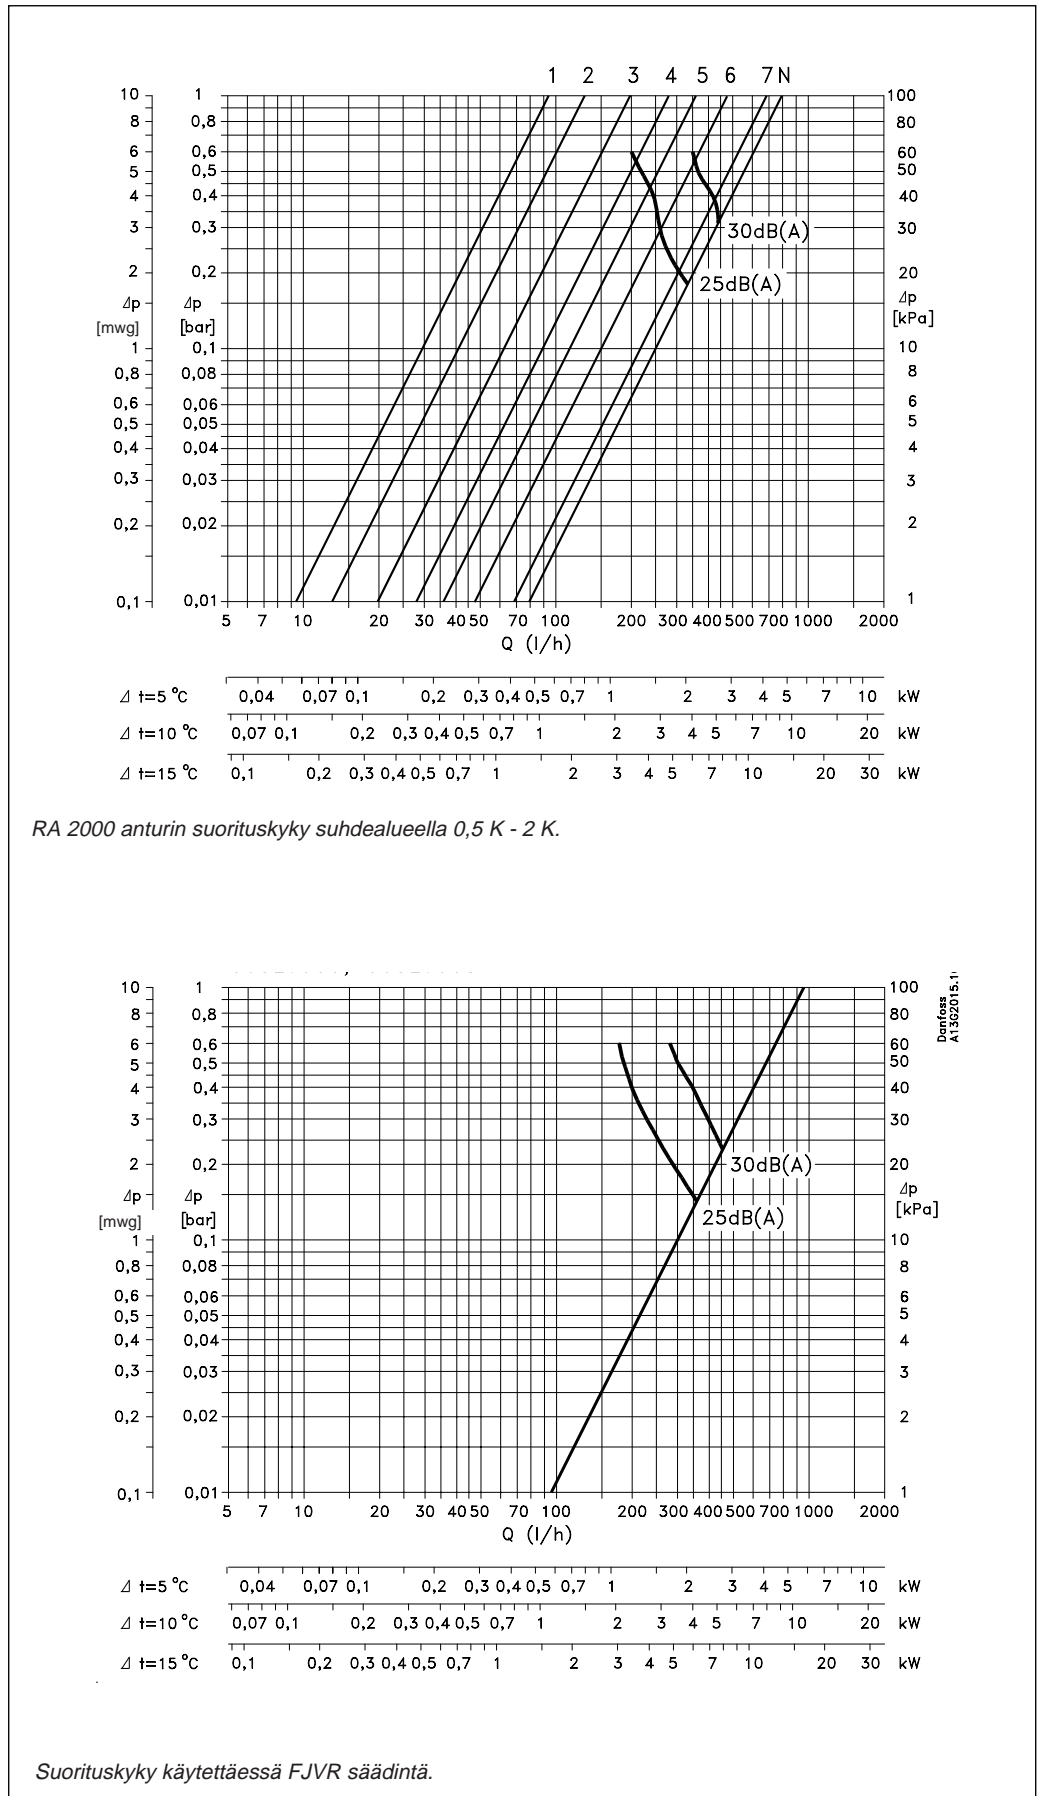 1 2 3 4 5 6 7 N
10 1 100
8 0,8 80
6 0,6 60
5 0,5 50
4 0,4 40
3 0,3 30
30dB(A)
2 0,2 20
25dB(A)
Δp Δp Δp
[mwg] [bar] [kPa]
1 0,1 10
0,8 0,08 8
0,6 0,06 6
0,5 0,05 5
0,4 0,04 4
0,3 0,03 3
0,2 0,02 2
0,1 0,01 1
5 7 10 20 30 40 50 70 100 200 300 400 500 700 1000 2000
Q (l/h)
Δ t=5 °C 0,04 0,07 0,1 0,2 0,3 0,4 0,5 0,7 1 2 3 4 5 7 10 kW
Δ t=10 °C 0,07 0,1 0,2 0,3 0,4 0,5 0,7 1 2 3 4 5 7 10 20 kW
Δ t=15 °C 0,1 0,2 0,3 0,4 0,5 0,7 1 2 3 4 5 7 10 20 30 kW
RA 2000 anturin suorituskyky suhdealueella 0,5 K - 2 K.
10 1 100
8 0,8 80
6 0,6 60
5 0,5 50
4 0,4 40
3 0,3 30
2 0,2 20
30dB(A)
Δp Δp Δp
[mwg] [bar] [kPa]
25dB(A)
1 0,1 10
0,8 0,08 8
0,6 0,06 6
0,5 0,05 5
0,4 0,04 4
0,3 0,03 3
0,2 0,02 2
0,1 0,01 1
5 7 10 20 30 40 50 70 100 200 300 400 500 700 1000 2000
Q (l/h)
Danfoss
Δ t=5 °C 0,04 0,07 0,1 0,2 0,3 0,4 0,5 0,7 1 2 3 4 5 7 10 kW
Δ t=10 °C 0,07 0,1 0,2 0,3 0,4 0,5 0,7 1 2 3 4 5 7 10 20 kW
Δ t=15 °C 0,1 0,2 0,3 0,4 0,5 0,7 1 2 3 4 5 7 10 20 30 kW
Suorituskyky käytettäessä FJVR säädintä.